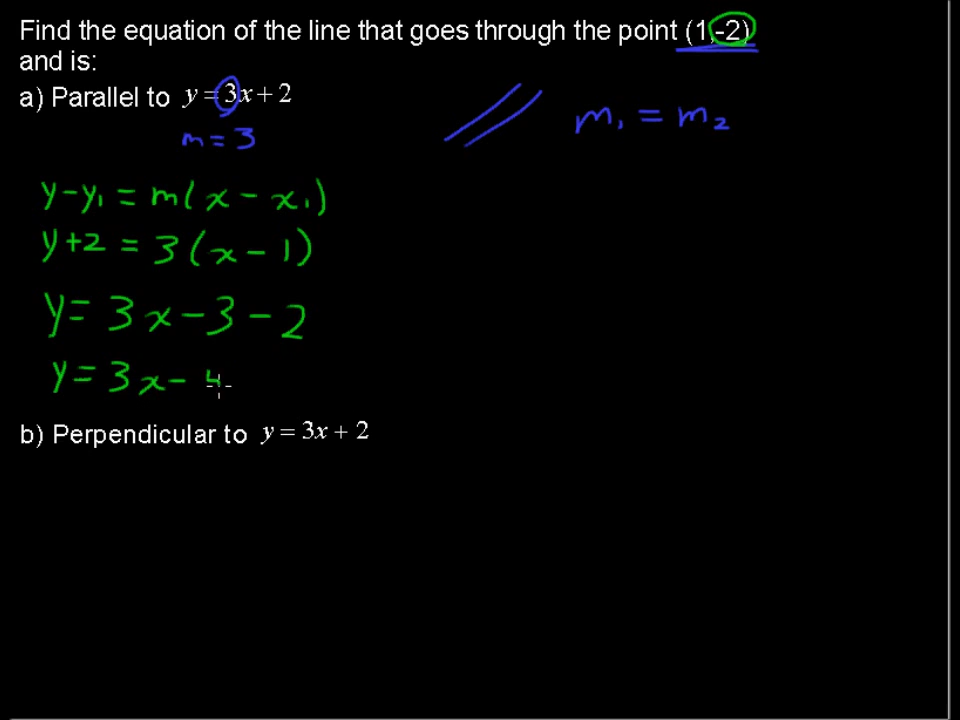 Find the equation of the line that goes through the point (1,-2)
and is:
a) Parallel to y = 3x + 2
m = 3
m₁ = m₂
y - y₁ = m(x - x₁)
y + 2 = 3(x - 1)
y = 3x - 3 - 2
y = 3x -
b) Perpendicular to y = 3x + 2